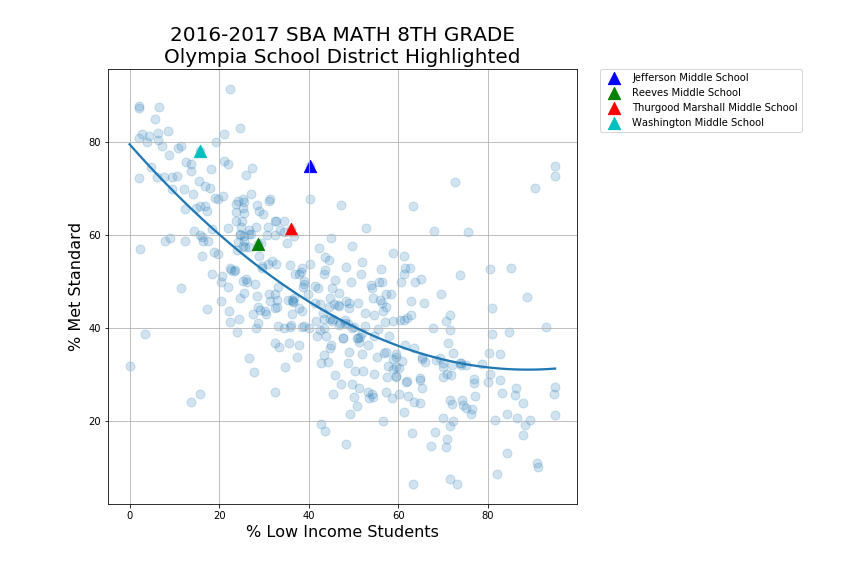 2016-2017 SBA MATH 8TH GRADE
Olympia School District Highlighted
Jefferson Middle School
Reeves Middle School
Thurgood Marshall Middle School
Washington Middle School
% Met Standard
80
60
40
20
0
20
40
60
80
% Low Income Students